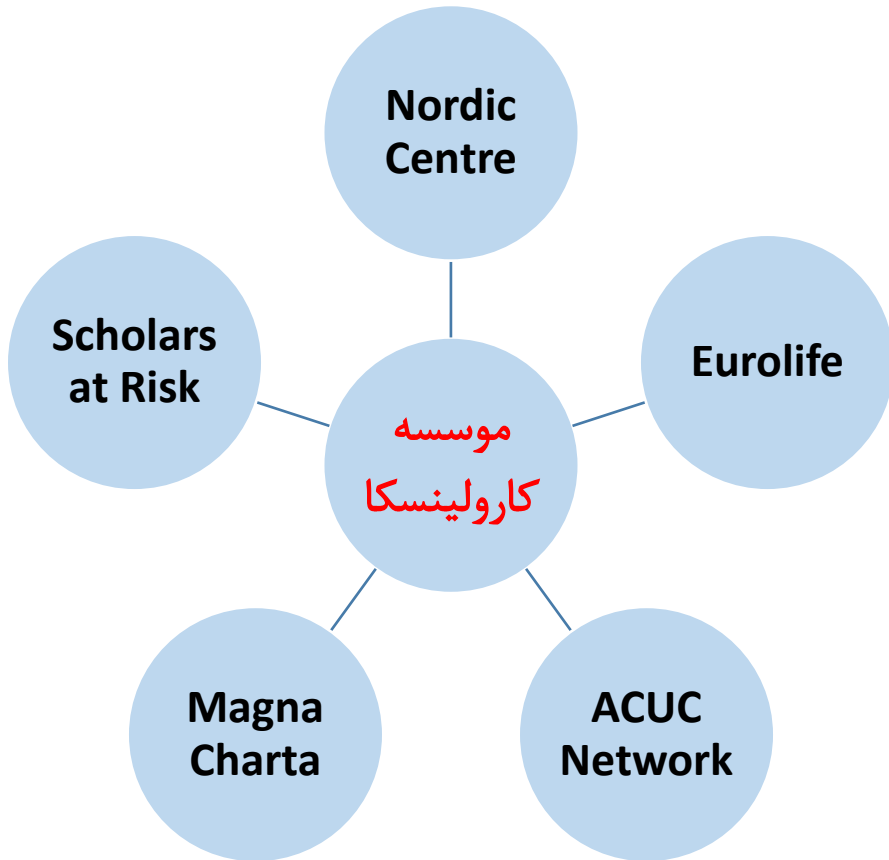 Nordic
Centre
Scholars
at Risk
Eurolife
موسسه
کارولینسکا
Magna
Charta
ACUC
Network